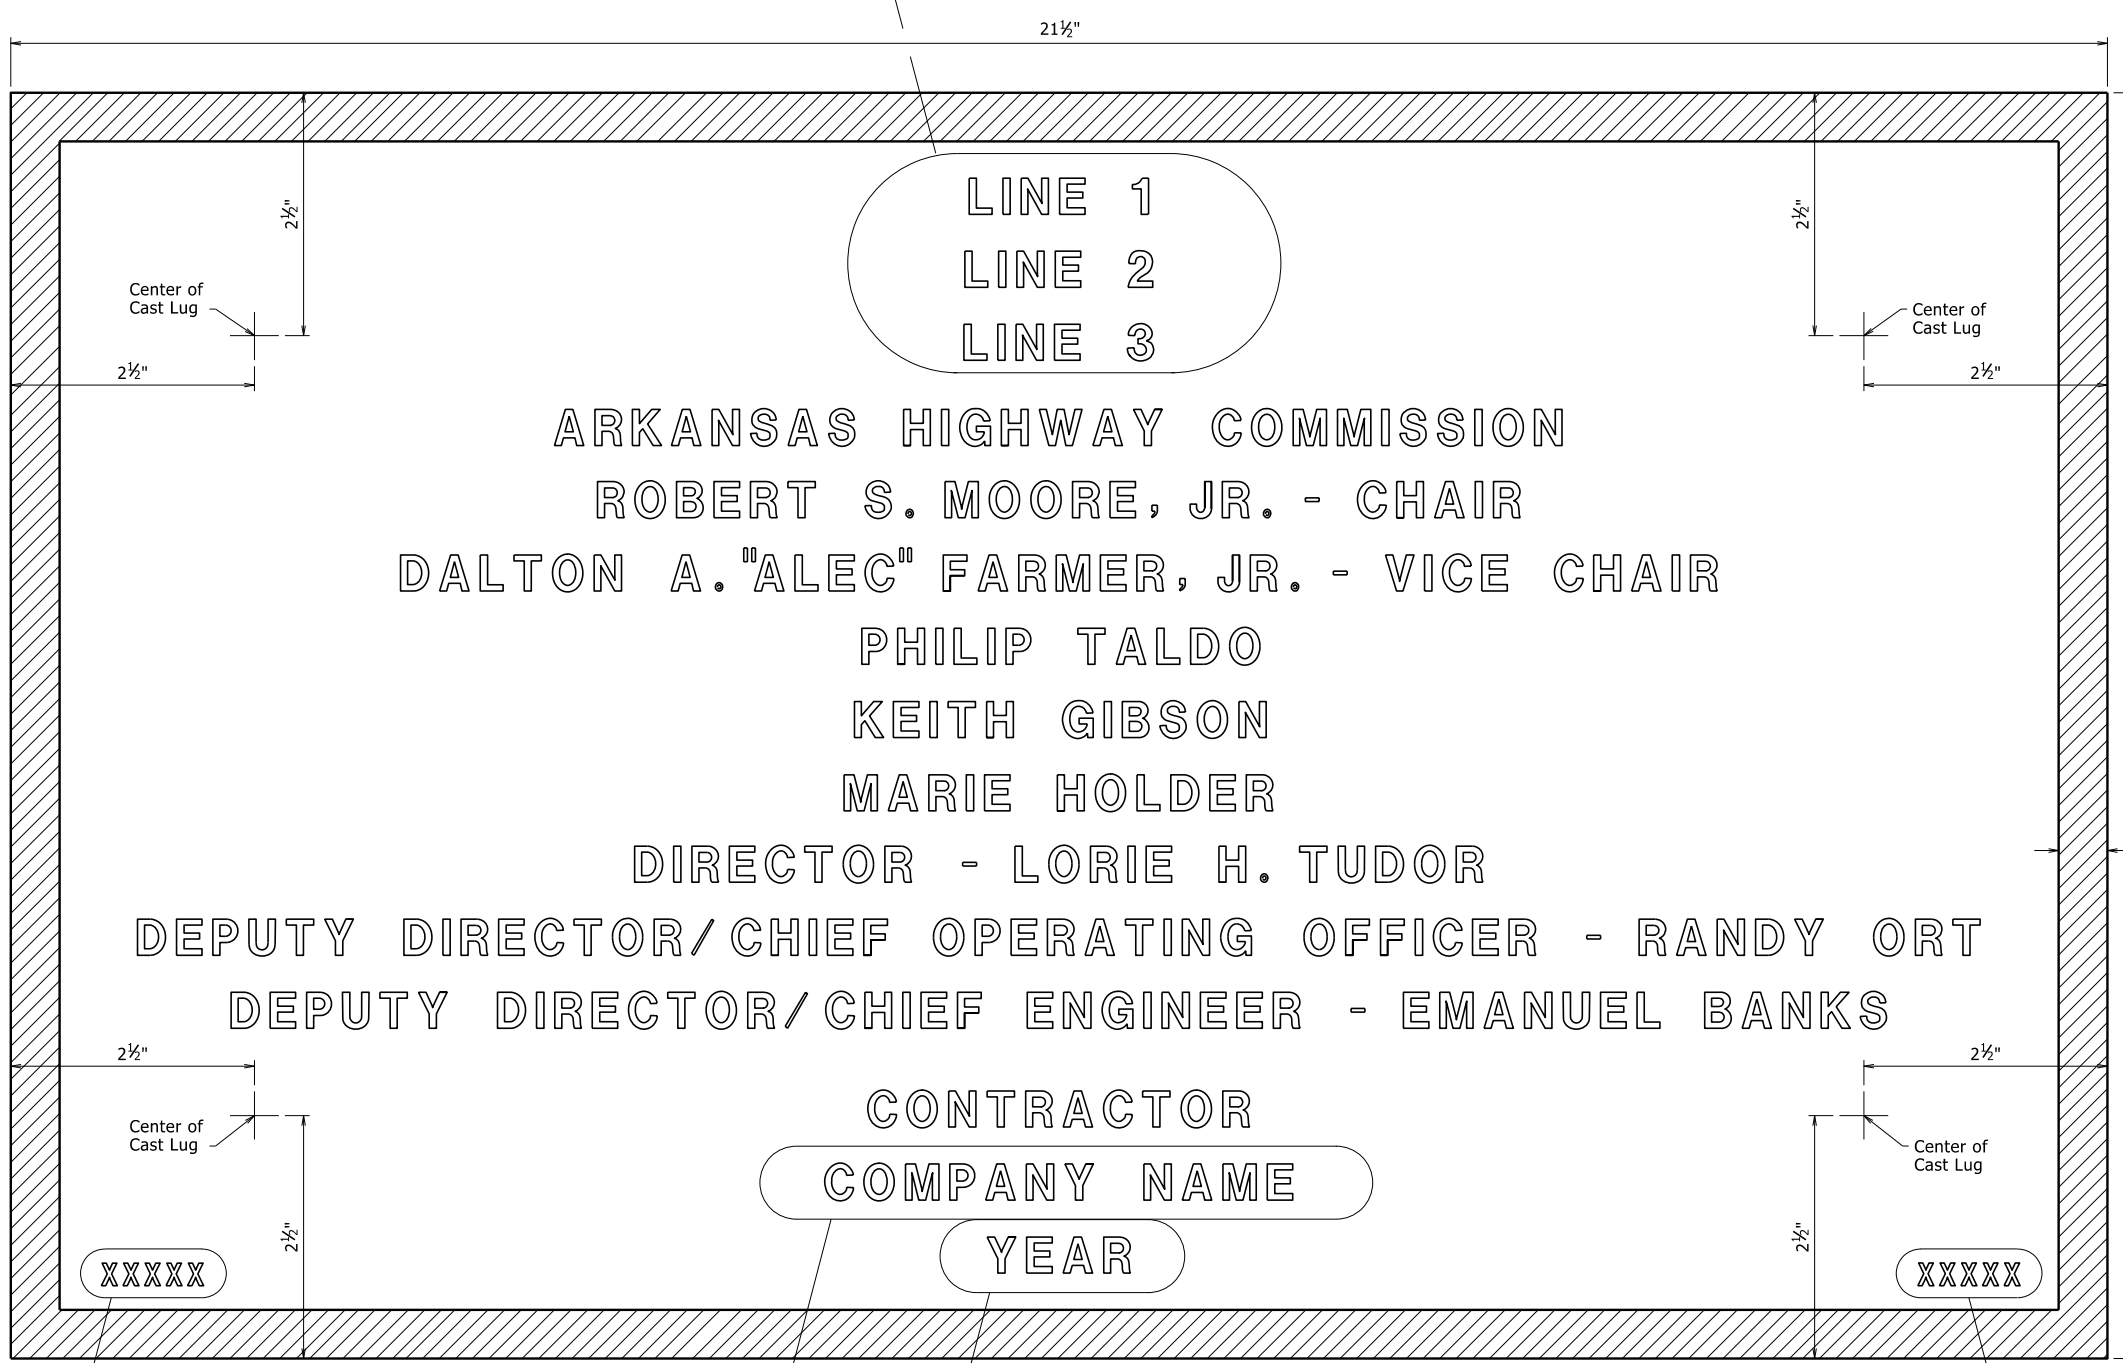 21½"
2½"
2½"
LINE 1
LINE 2
LINE 3
Center of
Cast Lug
Center of
Cast Lug
2½"
2½"
ARKANSAS HIGHWAY COMMISSION
ROBERT S. MOORE, JR. - CHAIR
DALTON A. "ALEC" FARMER, JR. - VICE CHAIR
PHILIP TALDO
KEITH GIBSON
MARIE HOLDER
DIRECTOR - LORIE H. TUDOR
DEPUTY DIRECTOR/CHIEF OPERATING OFFICER - RANDY ORT
DEPUTY DIRECTOR/CHIEF ENGINEER - EMANUEL BANKS
2½"
2½"
CONTRACTOR
Center of
Cast Lug
Center of
Cast Lug
COMPANY NAME
2½"
2½"
YEAR
XXXXX
XXXXX